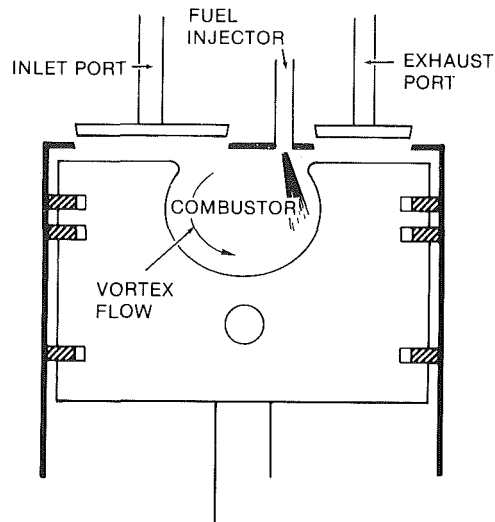 FUEL
INJECTOR
INLET PORT
EXHAUST
PORT
COMBUSTOR
VORTEX
FLOW